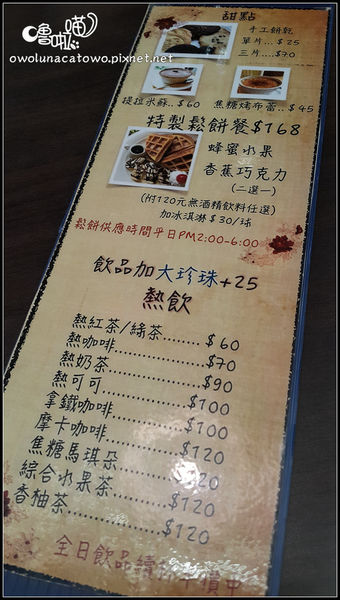 嚕啦喵
owolunacatowo.pixnet.net
甜點
手工餅乾
單片...$25
三片...$70
提拉米蘇..$60
焦糖烤布蕾..$45
特製鬆餅餐$168
蜂蜜水果
香蕉巧克力
(二選一)
(附120元無酒精飲料任選)
加冰淇淋$30/球
鬆餅供應時間平日PM2:00-6:00
飲品加大珍珠+25
熱飲
熱紅茶/綠茶.......$60
熱咖啡..............$70
熱奶茶..............$90
熱可可..............$100
拿鐵咖啡...........$100
摩卡咖啡...........$120
焦糖馬琪朵.........20
綜合水果茶.......$120
香柚茶..............$120
全日飲品續 半價中